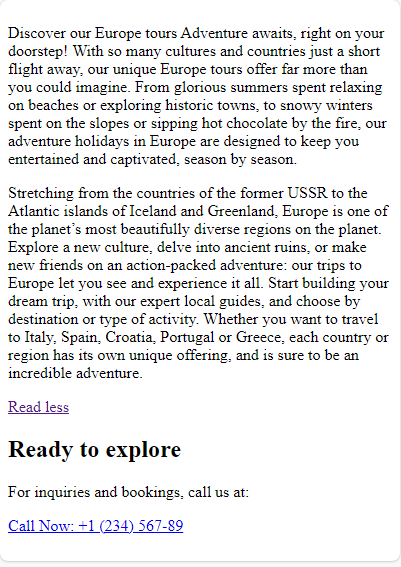 Discover our Europe tours Adventure awaits, right on your
doorstep! With so many cultures and countries just a short
flight away, our unique Europe tours offer far more than
you could imagine. From glorious summers spent relaxing
on beaches or exploring historic towns, to snowy winters
spent on the slopes or sipping hot chocolate by the fire, our
adventure holidays in Europe are designed to keep you
entertained and captivated, season by season.
Stretching from the countries of the former USSR to the
Atlantic islands of Iceland and Greenland, Europe is one of
the planet’s most beautifully diverse regions on the planet.
Explore a new culture, delve into ancient ruins, or make
new friends on an action-packed adventure: our trips to
Europe let you see and experience it all. Start building your
dream trip, with our expert local guides, and choose by
destination or type of activity. Whether you want to travel
to Italy, Spain, Croatia, Portugal or Greece, each country or
region has its own unique offering, and is sure to be an
incredible adventure.
Read less
Ready to explore
For inquiries and bookings, call us at:
Call Now: +1 (234) 567-89